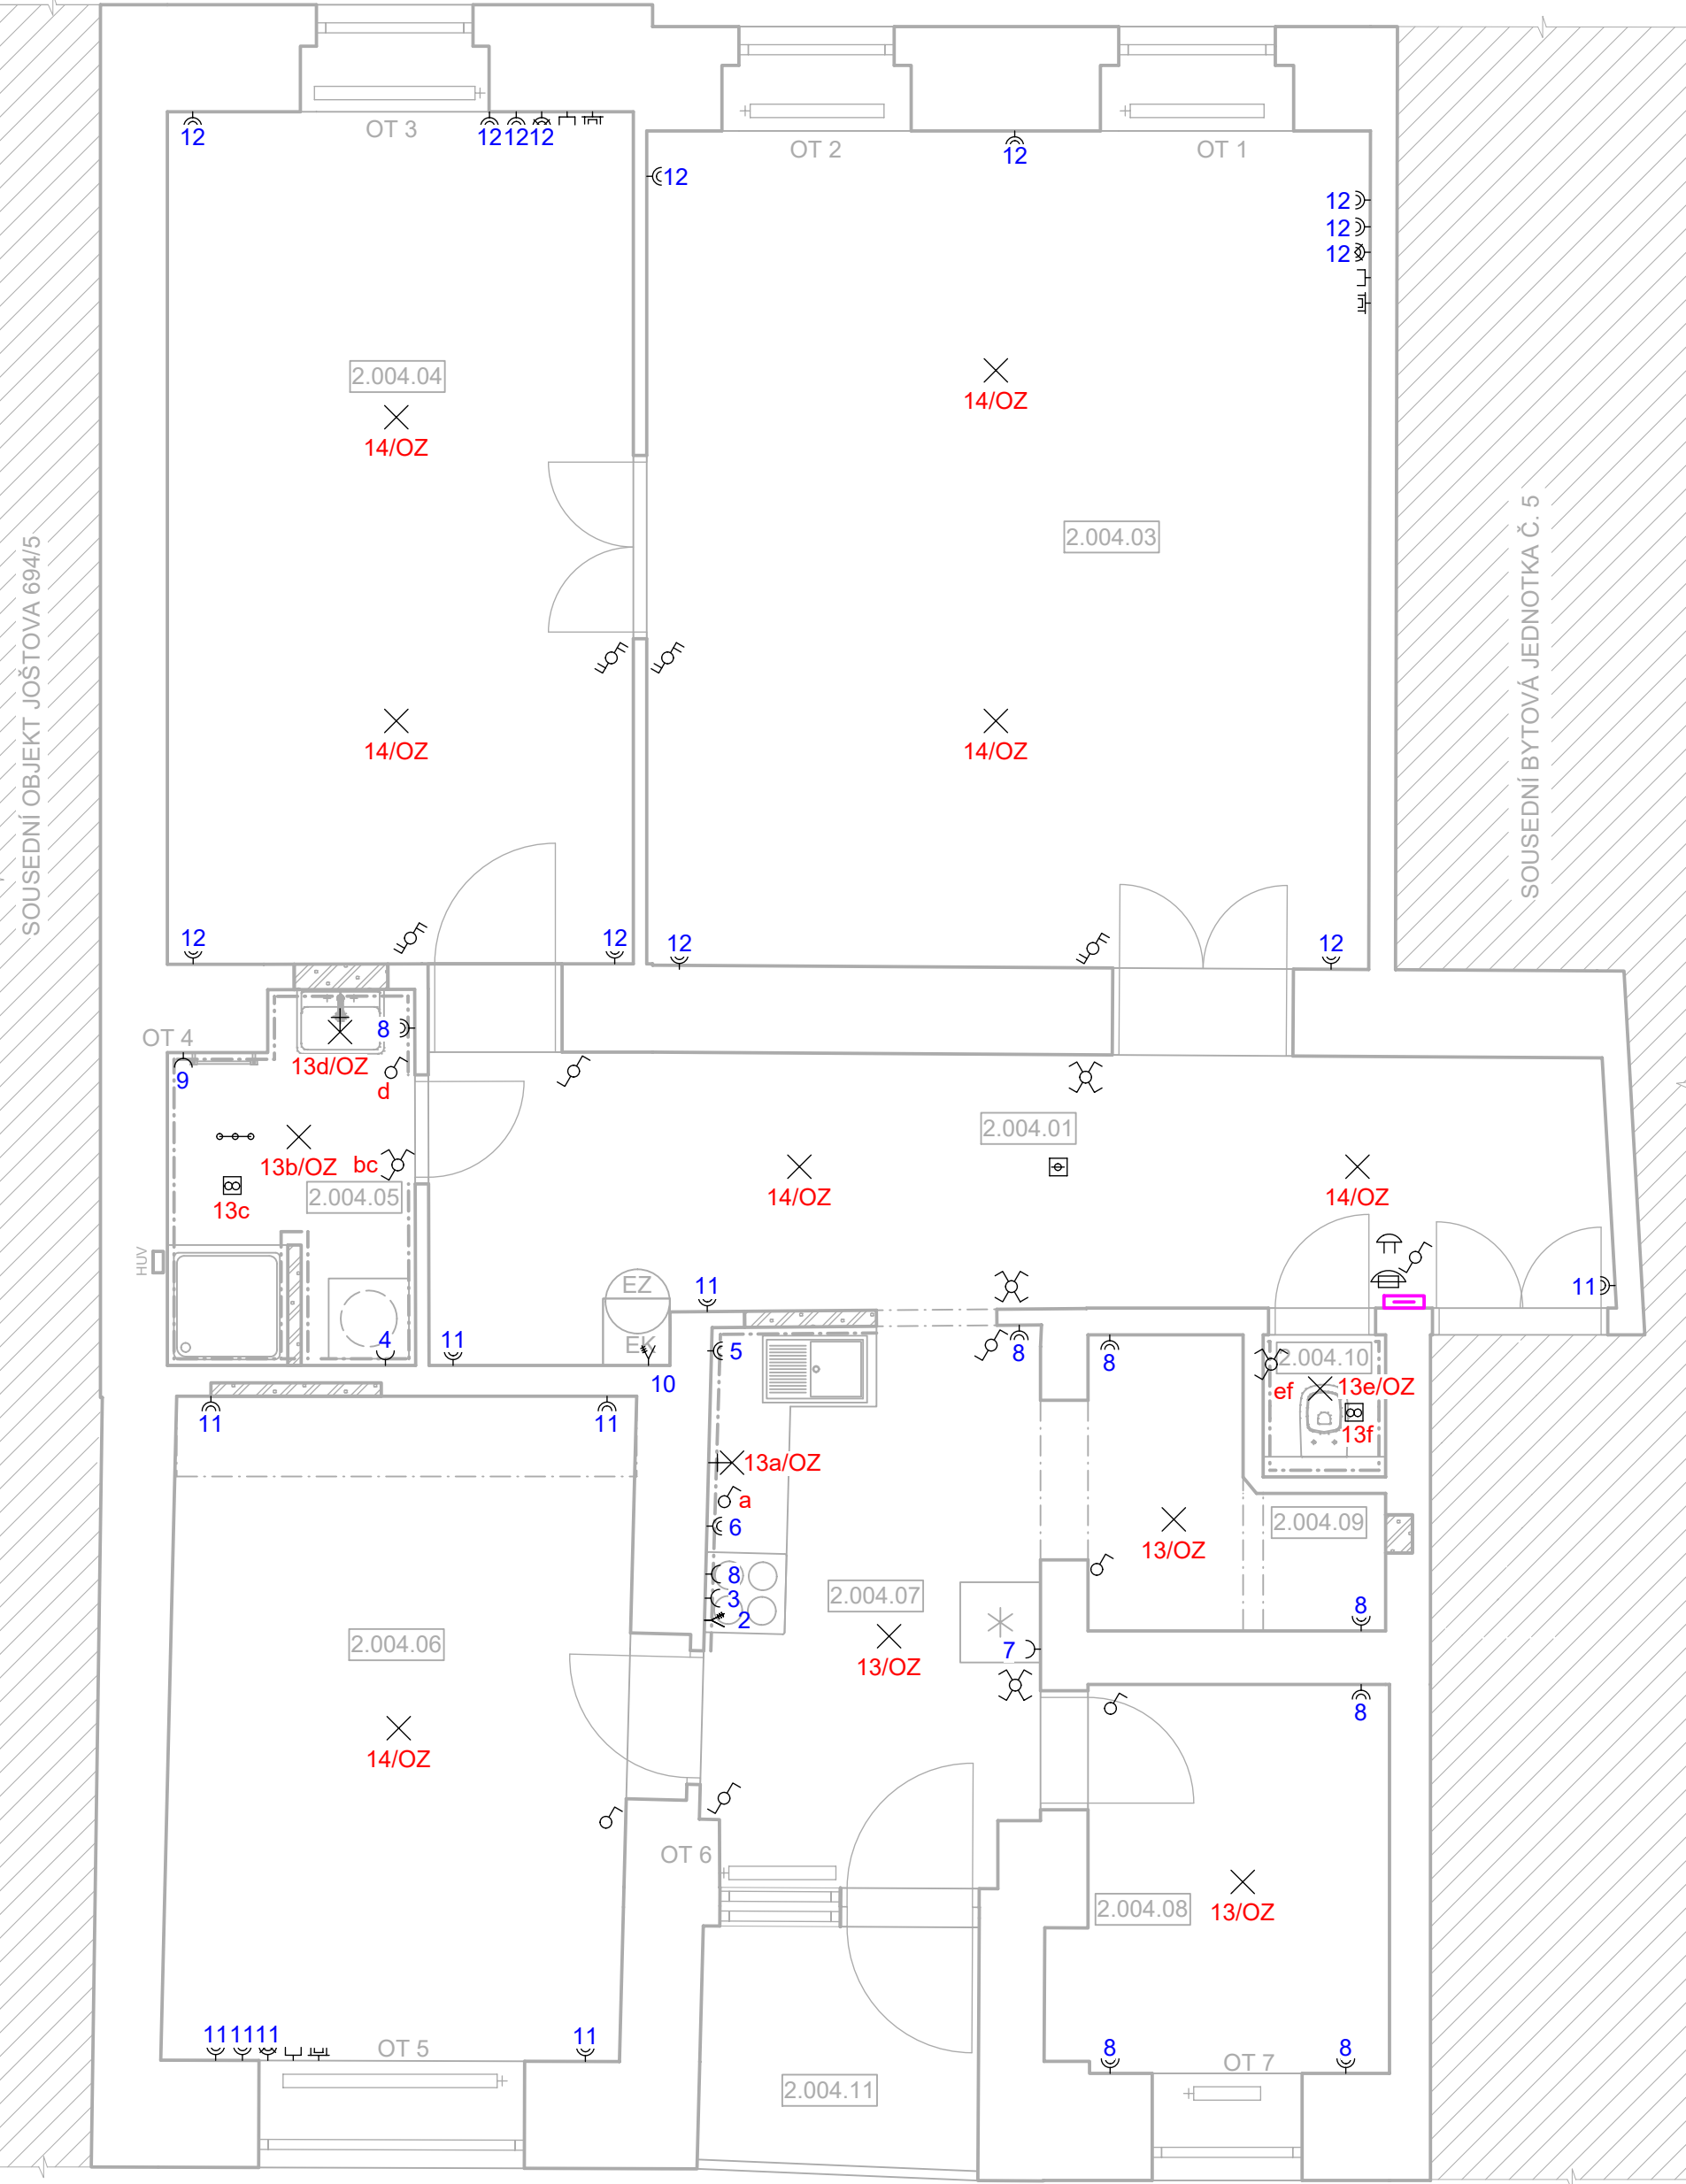 OT 3
12
12
12
12
OT 2
12
OT 1
12
12
12
12
2.004.04
14/OZ
14/OZ
2.004.03
SOUSEDNÍ OBJEKT JOŠTOVA 694/5
SOUSEDNÍ BYTOVÁ JEDNOTKA Č. 5
14/OZ
14/OZ
12
12
12
12
OT 4
8
13d/OZ
9
d
2.004.01
13b/OZ
bc
14/OZ
14/OZ
2.004.05
13c
HUV
EZ
11
11
4
11
EK
5
8
8
2.004.10
10
ef
13e/OZ
11
11
13f
13a/OZ
a
6
2.004.09
13/OZ
8
3
2
2.004.07
8
2.004.06
7
13/OZ
8
14/OZ
OT 6
2.004.08
13/OZ
11
11
11
OT 5
11
8
OT 7
8
2.004.11